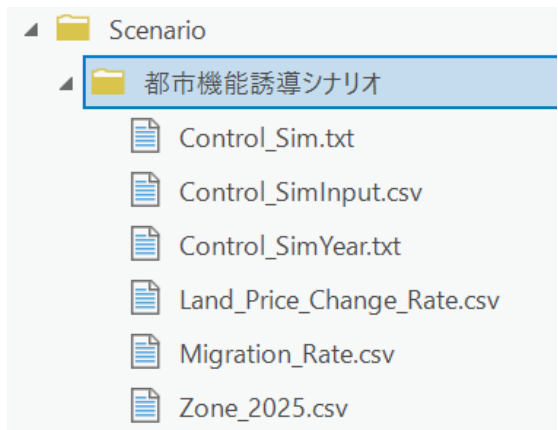 Scenario
都市機能誘導シナリオ
Control_Sim.txt
Control_SimInput.csv
Control_SimYear.txt
Land_Price_Change_Rate.csv
Migration_Rate.csv
Zone_2025.csv